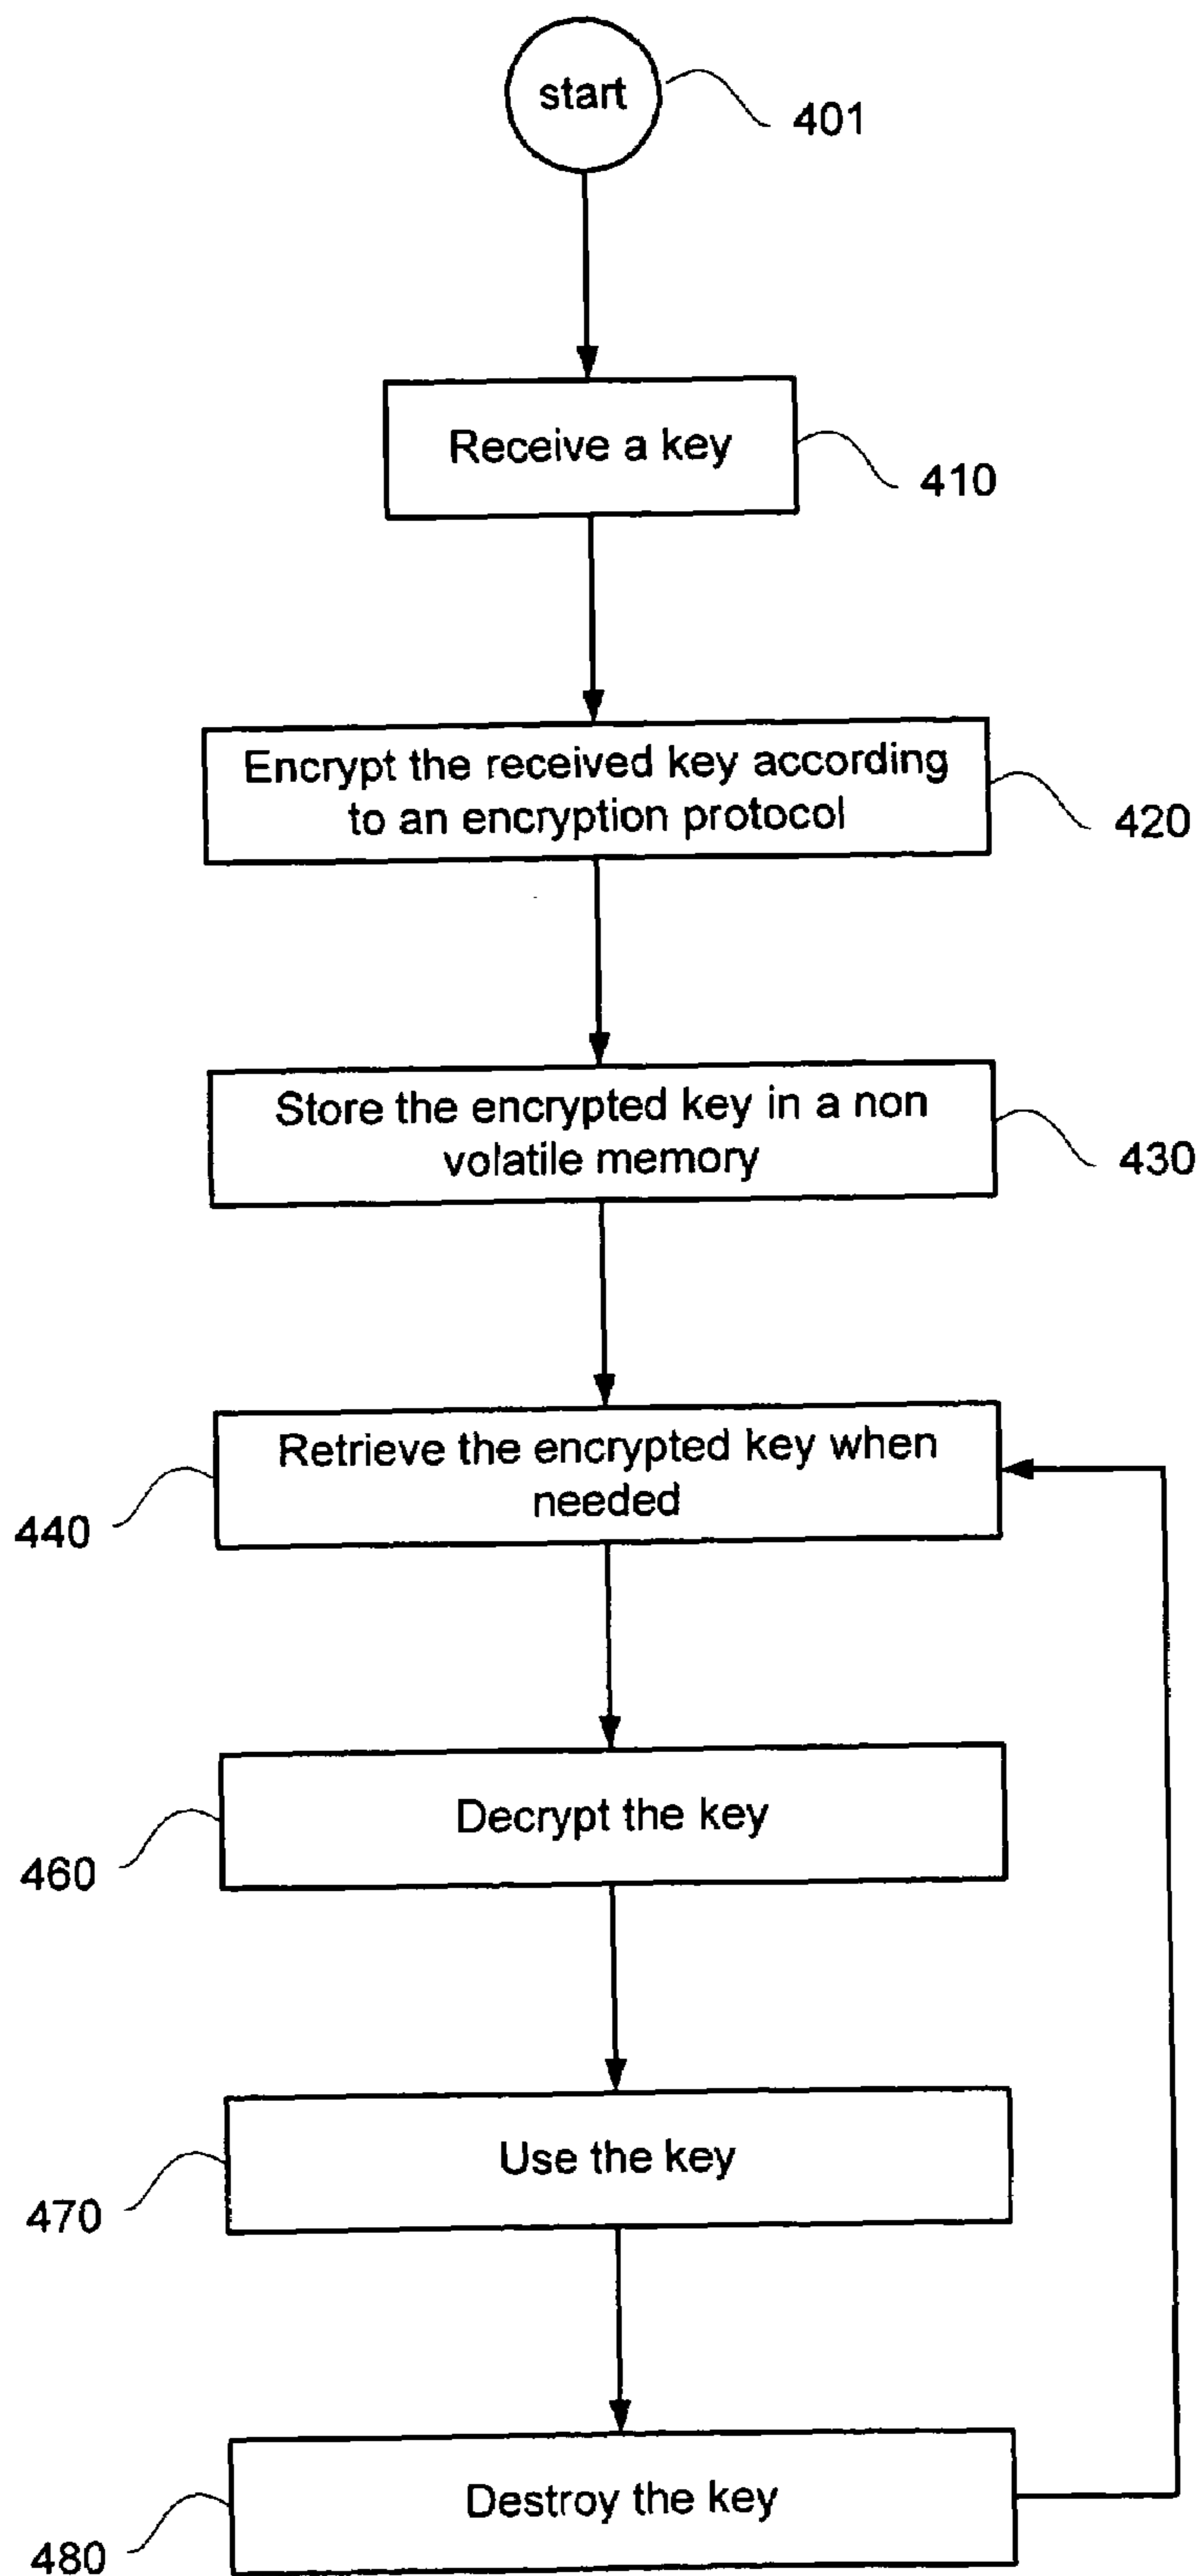 start
401
Receive a key
410
Encrypt the received key according
to an encryption protocol
420
Store the encrypted key in a non
volatile memory
430
Retrieve the encrypted key when
needed
440
Decrypt the key
460
Use the key
470
Destroy the key
480